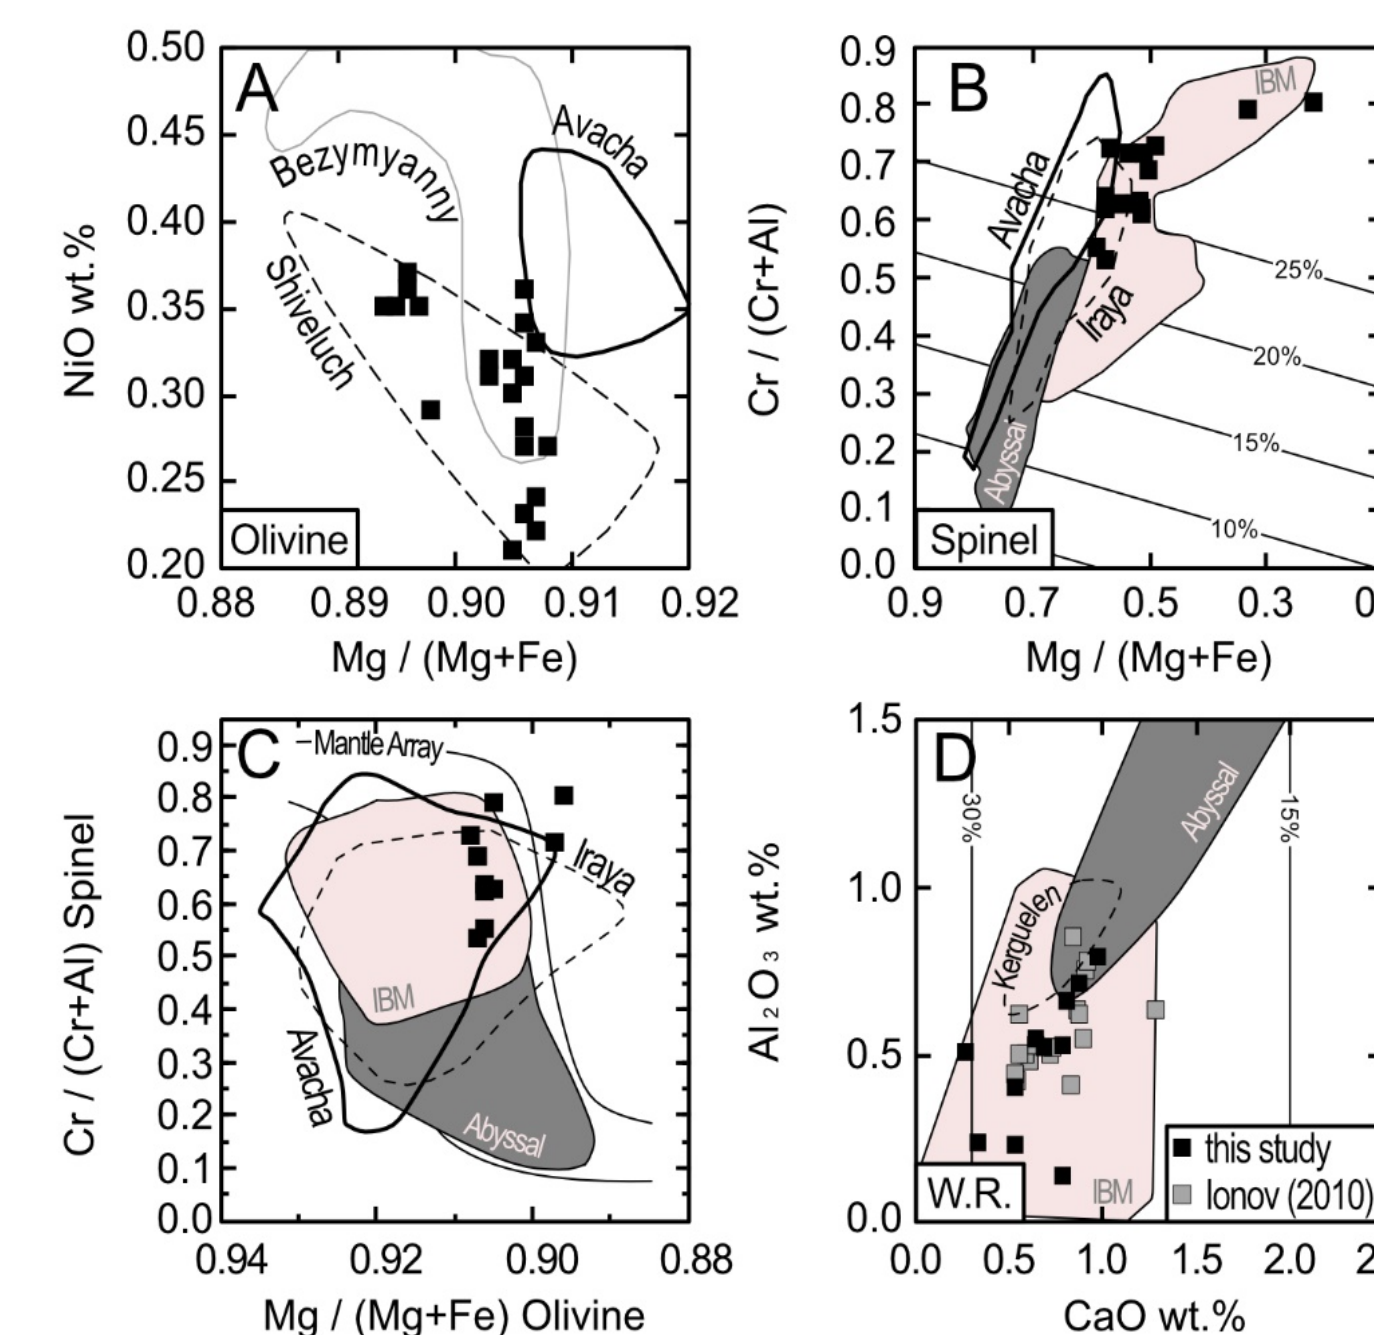 A
0.50
0.45
0.40
0.35
0.30
0.25
0.20
NiO wt.%
Bezymyanny
Avacha
Shiveluch
Olivine
0.88 0.89 0.90 0.91 0.92
Mg / (Mg+Fe)
B
0.9
0.8
0.7
0.6
0.5
0.4
0.3
0.2
0.1
0.0
Cr / (Cr+Al)
IBM
Avacha
Iraya
Abyssal
25%
20%
15%
10%
Spinel
0.9 0.7 0.5 0.3 0
Mg / (Mg+Fe)
C
0.9
0.8
0.7
0.6
0.5
0.4
0.3
0.2
0.1
0.0
Cr / (Cr+Al) Spinel
Mantle Array
Iraya
IBM
Avacha
Abyssal
0.94 0.92 0.90 0.88
Mg / (Mg+Fe) Olivine
D
1.5
1.0
0.5
0.0
Al₂O₃ wt.%
30%
15%
Abyssal
Kerguelen
IBM
W.R.
this study
Ionov (2010)
0.0 0.5 1.0 1.5 2.0 2
CaO wt.%